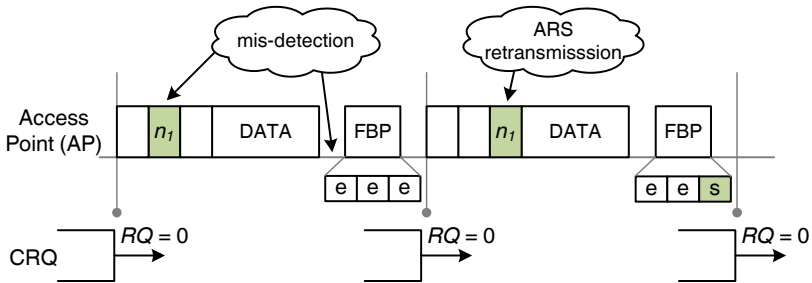 mis-detection
ARS
retransmisssion
Access
Point (AP)
n1
DATA
FBP
n1
DATA
FBP
e e e
e e s
RQ = 0
RQ = 0
RQ = 0
CRQ